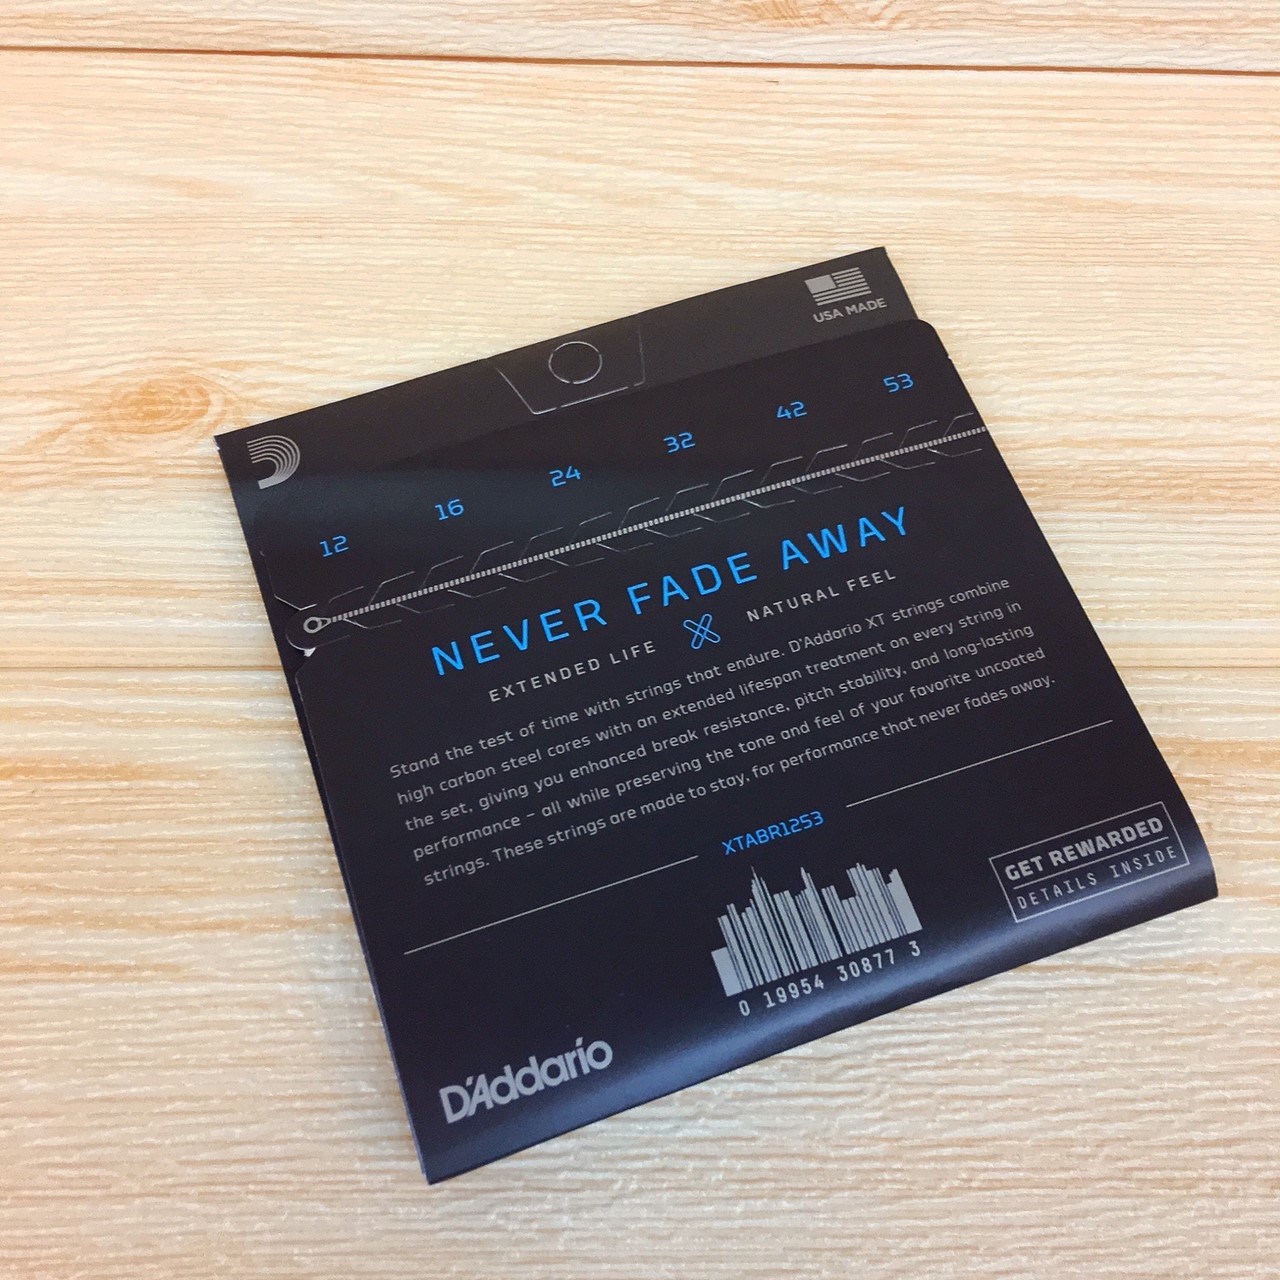 USA MADE
12 16 24 32 42 53
NEVER FADE AWAY
EXTENDED LIFE NATURAL FEEL
Stand the test of time with strings that endure. D'Addario XT strings combine
high carbon steel cores with an extended lifespan treatment on every string in
the set, giving you enhanced break resistance, pitch stability, and long-lasting
performance – all while preserving the tone and feel of your favorite uncoated
strings. These strings are made to stay, for performance that never fades away.
XTABR1253
GET REWARDED
DETAILS INSIDE
0 19954 30877 3
D'Addario